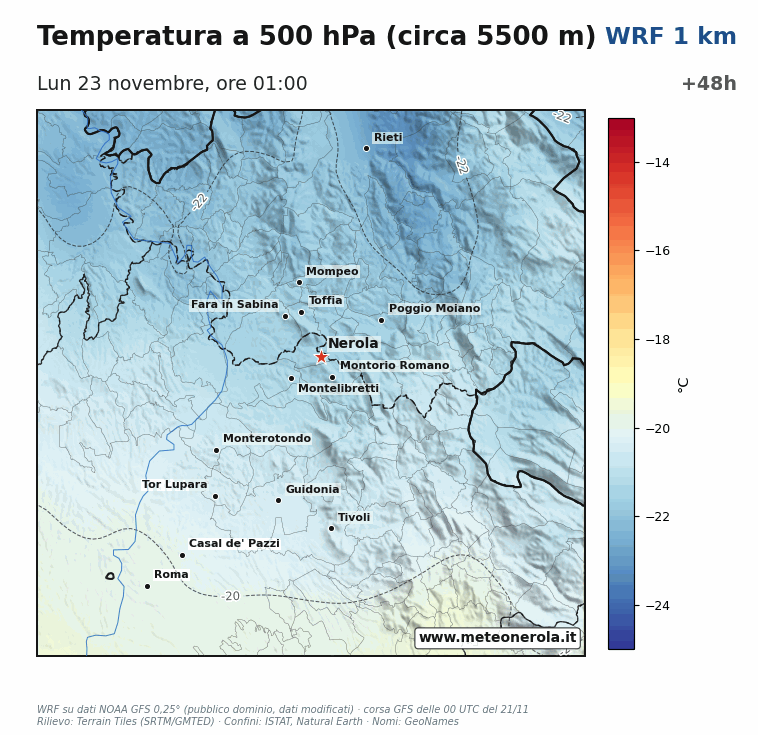 Temperatura a 500 hPa (circa 5500 m) WRF 1 km
Lun 23 novembre, ore 01:00 +48h
-22
Rieti
-22
-22
Mompeo
Toffia
Fara in Sabina
Poggio Moiano
Nerola
Montorio Romano
Montelibretti
Monterotondo
Tor Lupara
Guidonia
Tivoli
Casal de' Pazzi
Roma
-20
www.meteonerola.it
−14
−16
−18
−20
−22
−24
°C
WRF su dati NOAA GFS 0,25° (pubblico dominio, dati modificati) · corsa GFS delle 00 UTC del 21/11
Rilievo: Terrain Tiles (SRTM/GMTED) · Confini: ISTAT, Natural Earth · Nomi: GeoNames